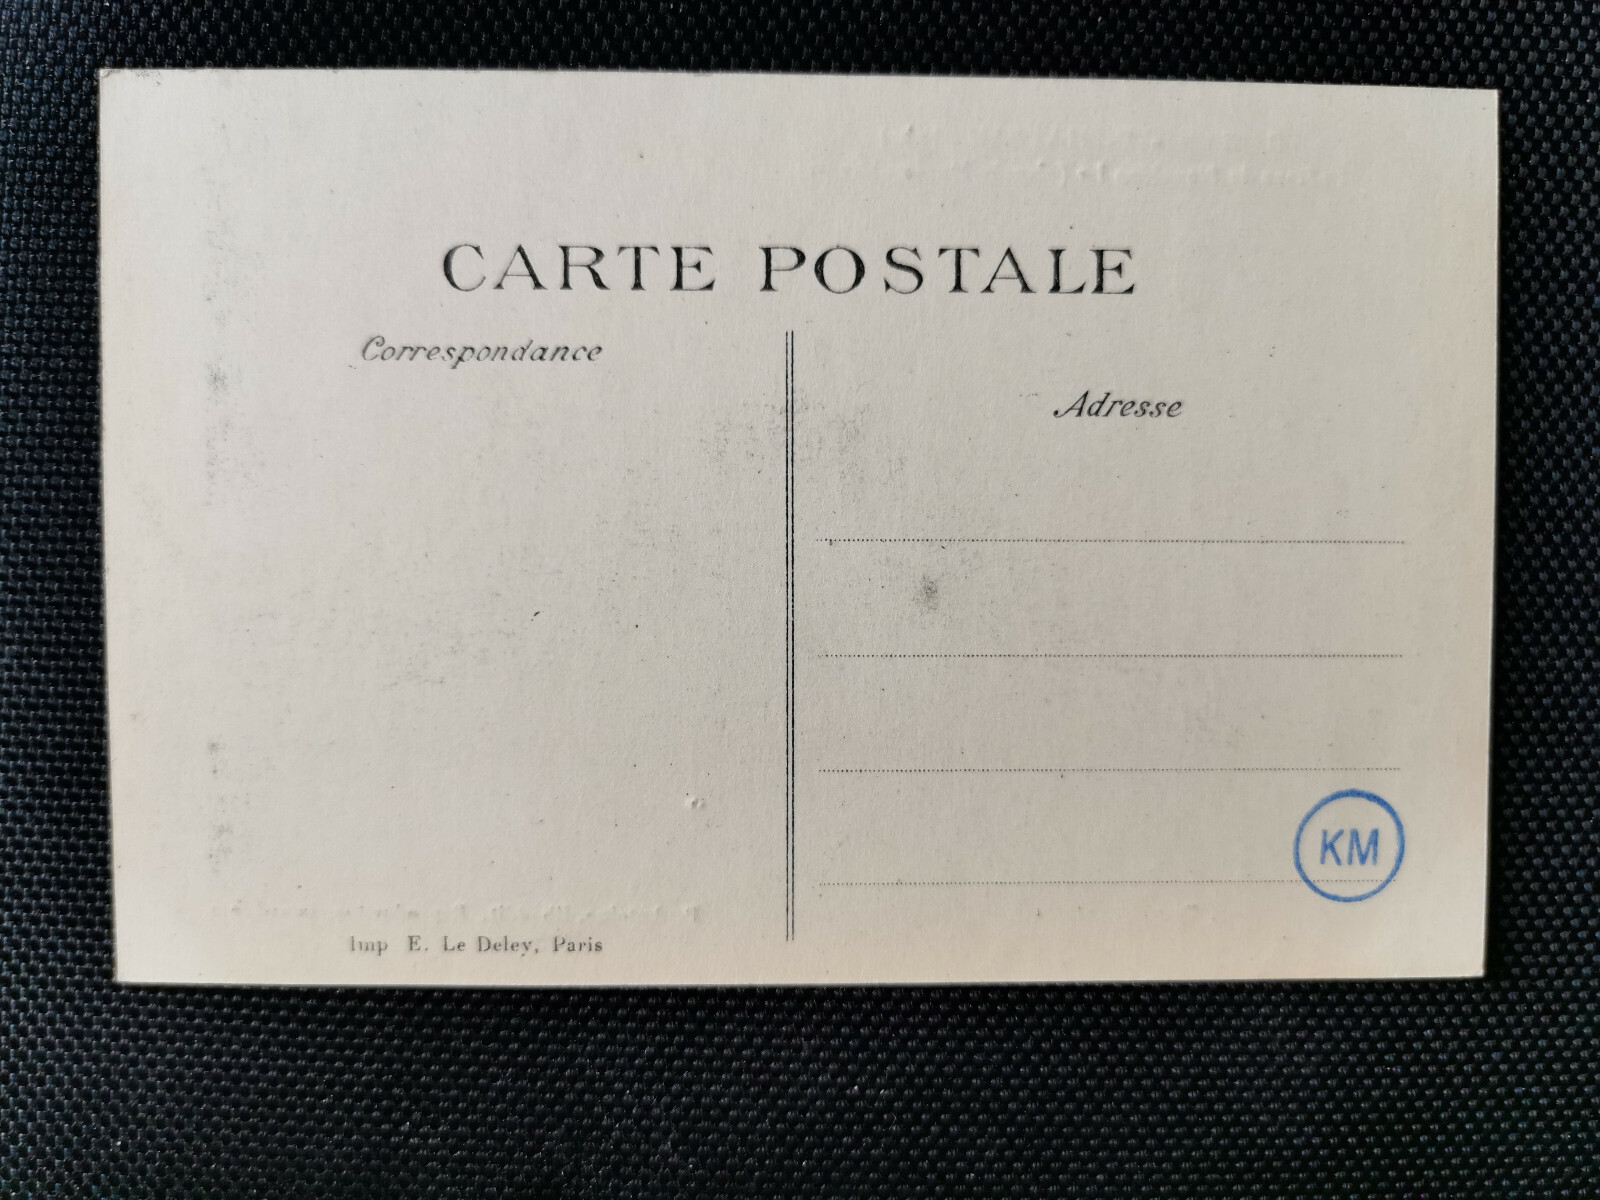 CARTE POSTALE
Correspondance
Adresse
KM
Imp E. Le Deley, Paris